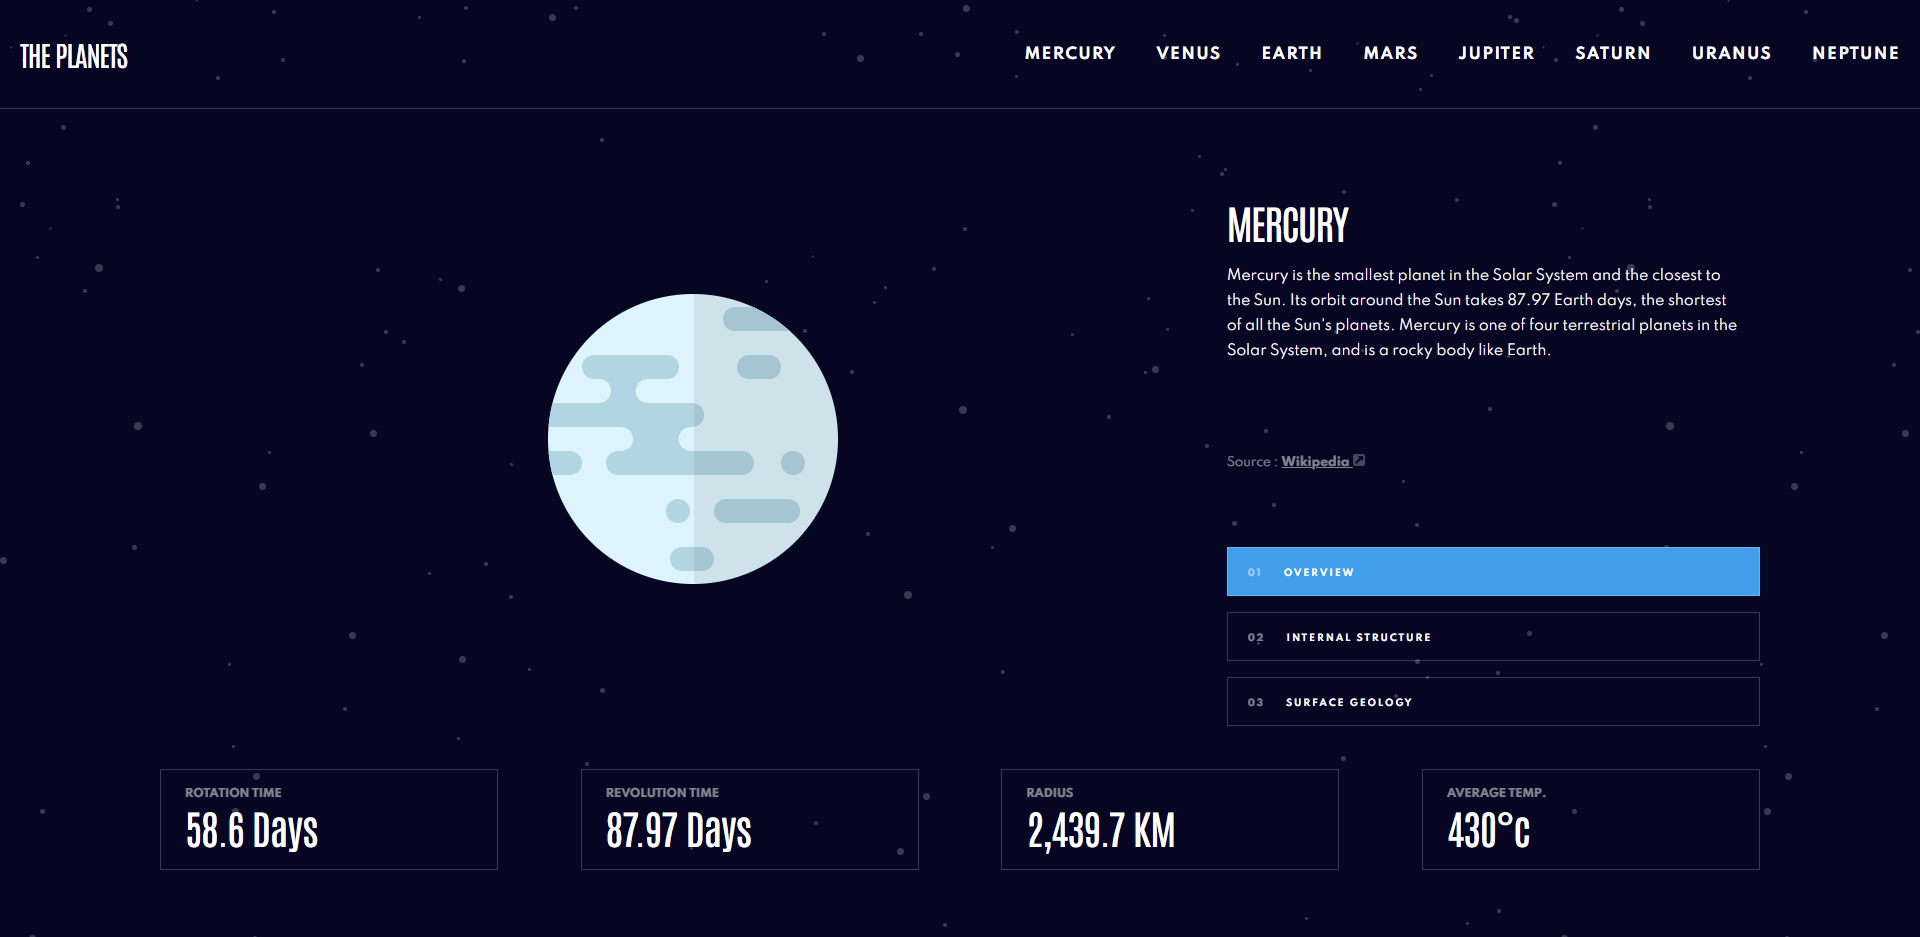 THE PLANETS
MERCURY VENUS EARTH MARS JUPITER SATURN URANUS NEPTUNE
MERCURY
Mercury is the smallest planet in the Solar System and the closest to
the Sun. Its orbit around the Sun takes 87.97 Earth days, the shortest
of all the Sun's planets. Mercury is one of four terrestrial planets in the
Solar System, and is a rocky body like Earth.
Source : Wikipedia
01 OVERVIEW
02 INTERNAL STRUCTURE
03 SURFACE GEOLOGY
ROTATION TIME
58.6 Days
REVOLUTION TIME
87.97 Days
RADIUS
2,439.7 KM
AVERAGE TEMP.
430°c